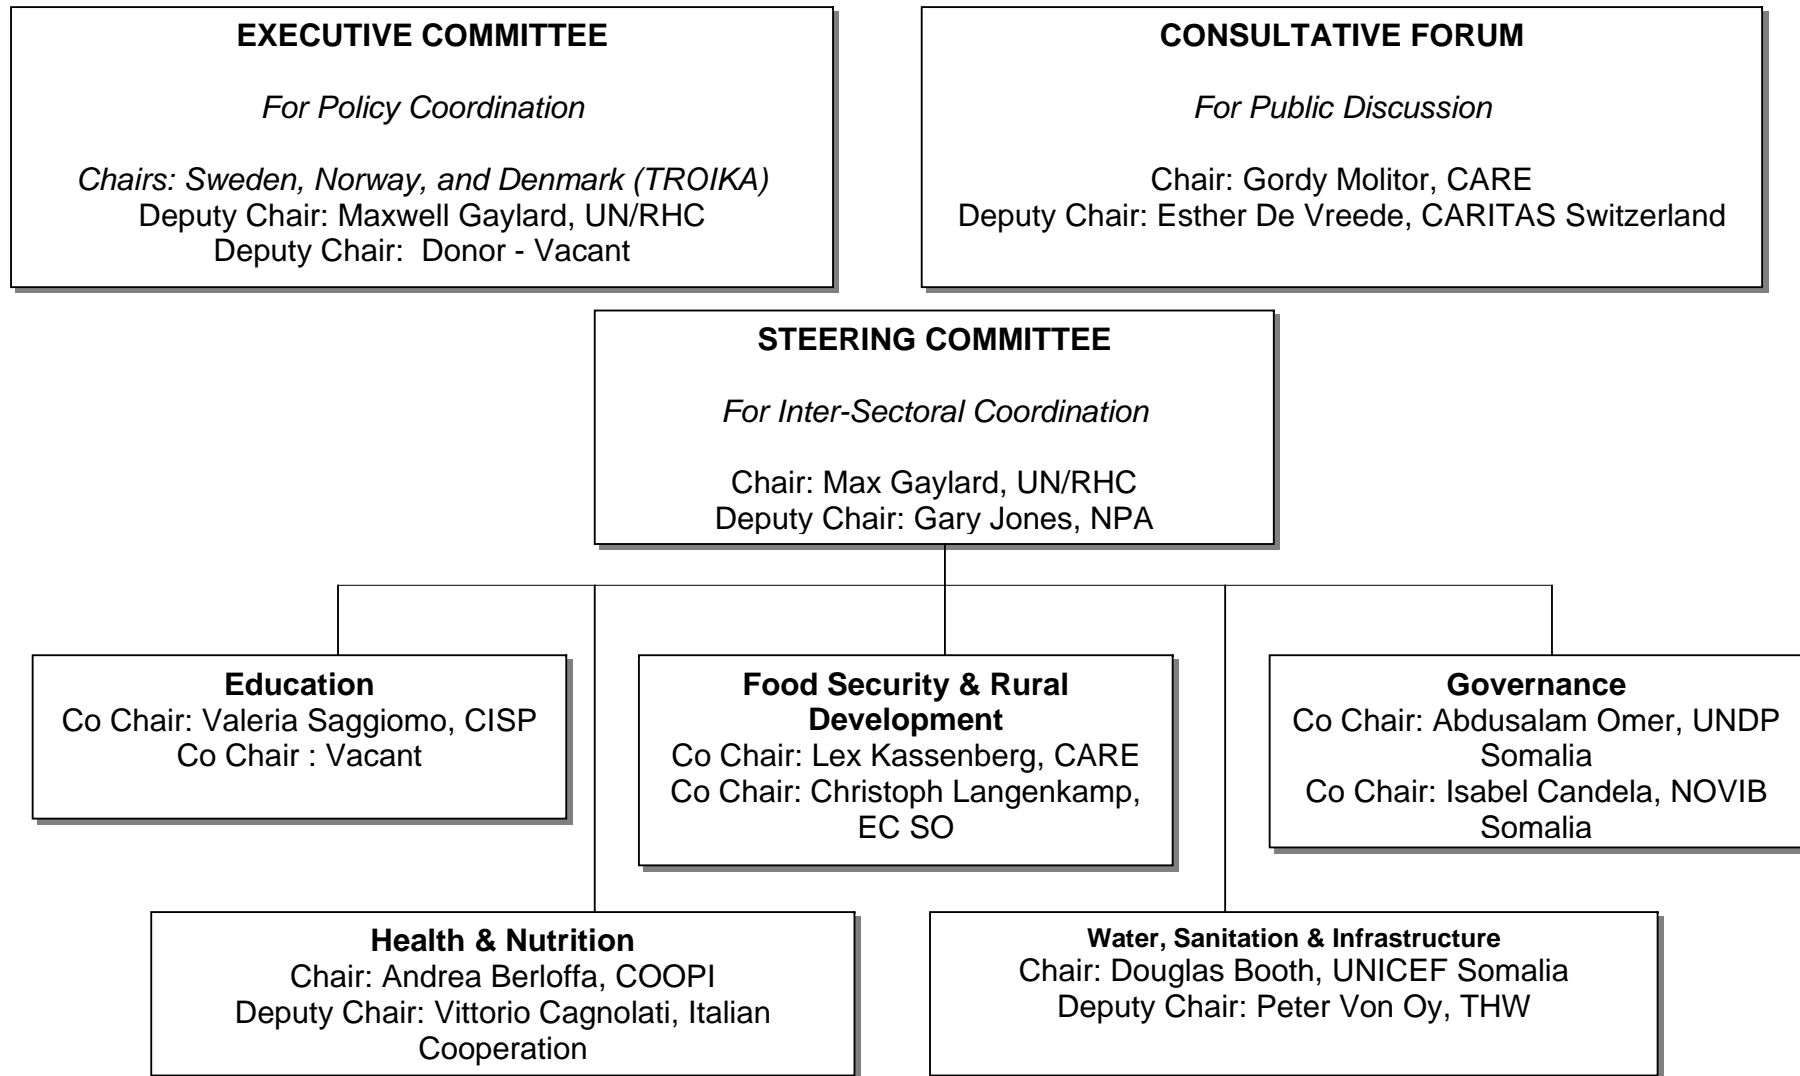 EXECUTIVE COMMITTEE
For Policy Coordination
Chairs: Sweden, Norway, and Denmark (TROIKA)
Deputy Chair: Maxwell Gaylard, UN/RHC
Deputy Chair:  Donor - Vacant
CONSULTATIVE FORUM
For Public Discussion
Chair: Gordy Molitor, CARE
Deputy Chair: Esther De Vreede, CARITAS Switzerland
STEERING COMMITTEE
For Inter-Sectoral Coordination
Chair: Max Gaylard, UN/RHC
Deputy Chair: Gary Jones, NPA
Education
Co Chair: Valeria Saggiomo, CISP
Co Chair : Vacant
Food Security & Rural
Development
Co Chair: Lex Kassenberg, CARE
Co Chair: Christoph Langenkamp,
EC SO
Governance
Co Chair: Abdusalam Omer, UNDP
Somalia
Co Chair: Isabel Candela, NOVIB
Somalia
Health & Nutrition
Chair: Andrea Berloffa, COOPI
Deputy Chair: Vittorio Cagnolati, Italian
Cooperation
Water, Sanitation & Infrastructure
Chair: Douglas Booth, UNICEF Somalia
Deputy Chair: Peter Von Oy, THW